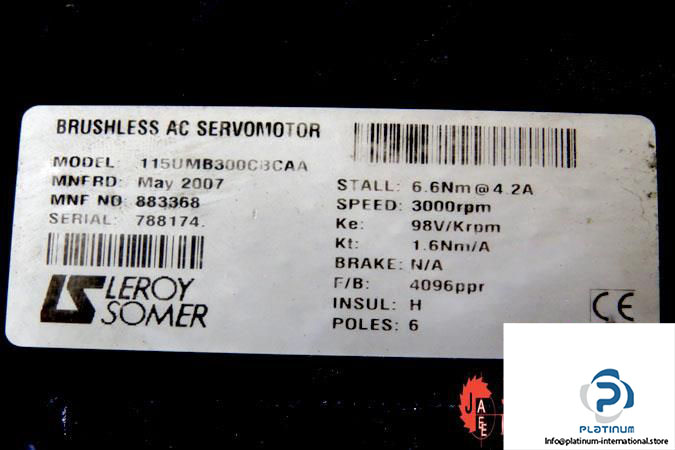 BRUSHLESS AC SERVOMOTOR
MODEL: 115UMB300CBCAA
MNFRD: May 2007
MNF NO: 883368
SERIAL: 788174.
LEROY
SOMER
STALL: 6.6Nm@4.2A
SPEED: 3000rpm
Ke: 98V/Krpm
Kt: 1.6Nm/A
BRAKE: N/A
F/B: 4096ppr
INSUL: H
POLES: 6
CE
JAEE
PLATINUM
Info@platinum-international.store